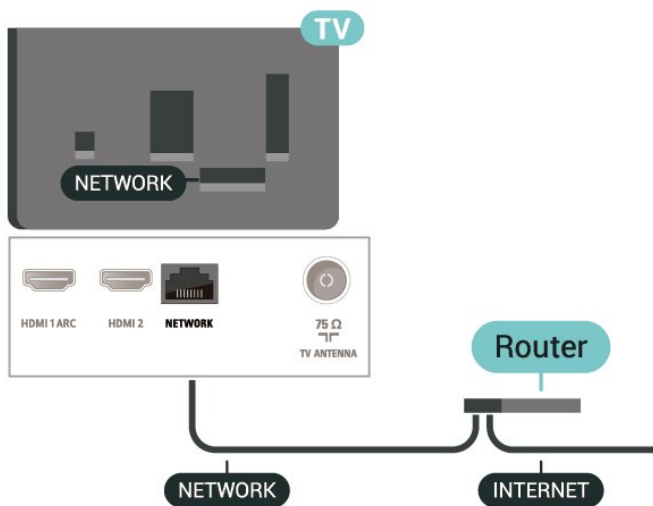 TV
NETWORK
HDMI 1 ARC
HDMI 2
NETWORK
75 Ω
TV ANTENNA
Router
NETWORK
INTERNET